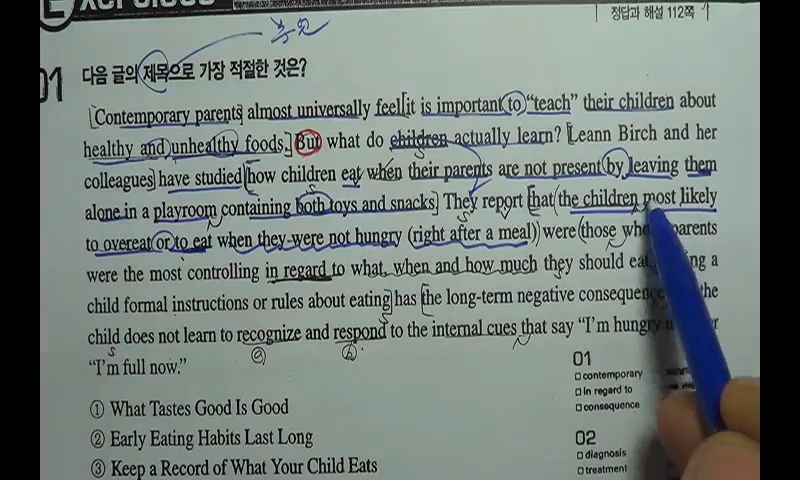 정답과 해설 112쪽
추원
01 다음 글의 제목으로 가장 적절한 것은?
Contemporary parents almost universally feel it is important to “teach” their children about
healthy and unhealthy foods. But what do children actually learn? Leann Birch and her
colleagues have studied how children eat when their parents are not present by leaving them
alone in a playroom containing both toys and snacks. They report that the children most likely
to overeat or to eat when they were not hungry (right after a meal) were those parents
were the most controlling in regard to what, when and how much they should eat. a
child formal instructions or rules about eating has the long-term negative the
child does not learn to recognize and respond to the internal cues that say “I’m hungry
“I’m full now.”
ⓐ ⓑ
① What Tastes Good Is Good
② Early Eating Habits Last Long
③ Keep a Record of What Your Child Eats
01
□ contemporary
□ in regard to
□ consequence
02
□ diagnosis
□ treatment